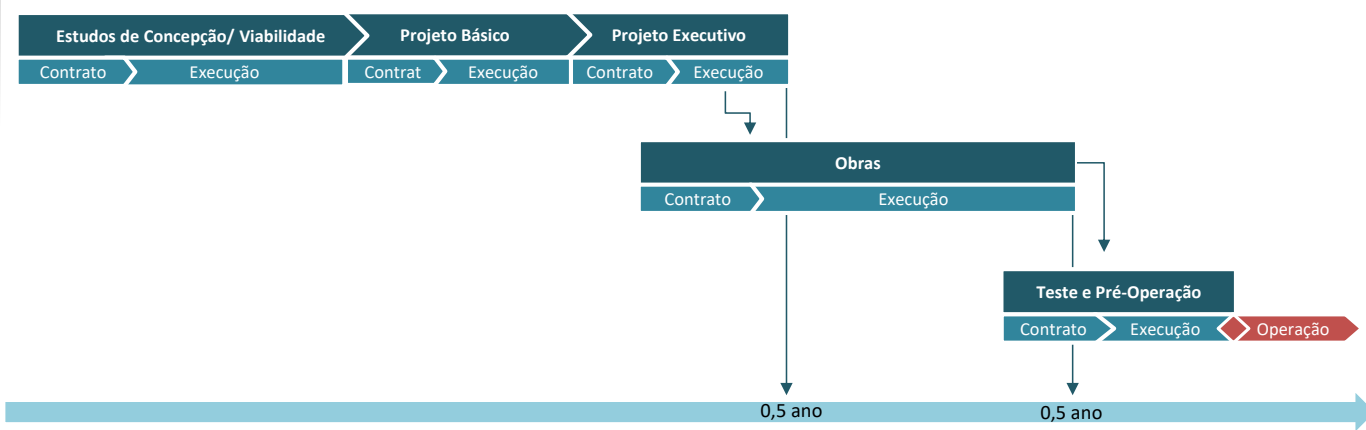 Estudos de Concepção/ Viabilidade
Projeto Básico
Projeto Executivo
Contrato
Execução
Contrat
Execução
Contrato
Execução
Obras
Contrato
Execução
Teste e Pré-Operação
Contrato
Execução
Operação
0,5 ano
0,5 ano